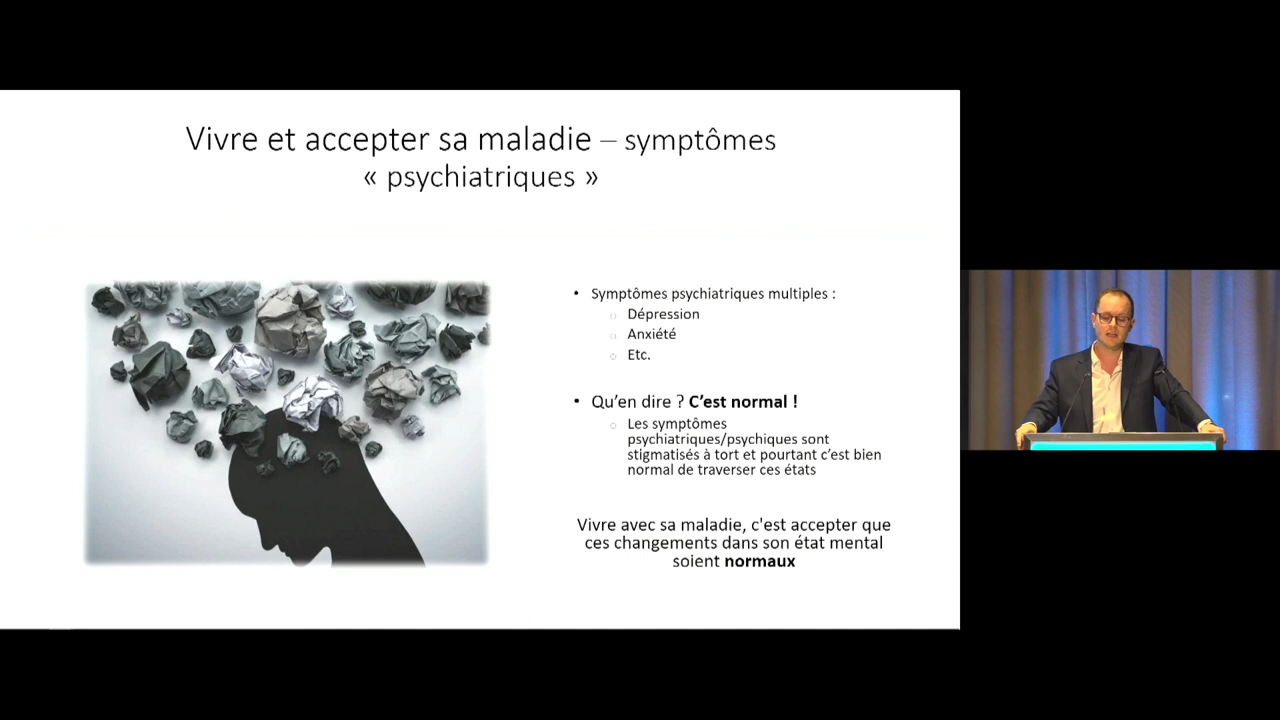 Vivre et accepter sa maladie – symptômes
« psychiatriques »
• Symptômes psychiatriques multiples :
○ Dépression
○ Anxiété
○ Etc.
• Qu'en dire ? C'est normal !
○ Les symptômes
psychiatriques/psychiques sont
stigmatisés à tort et pourtant c'est bien
normal de traverser ces états
Vivre avec sa maladie, c'est accepter que
ces changements dans son état mental
soient normaux